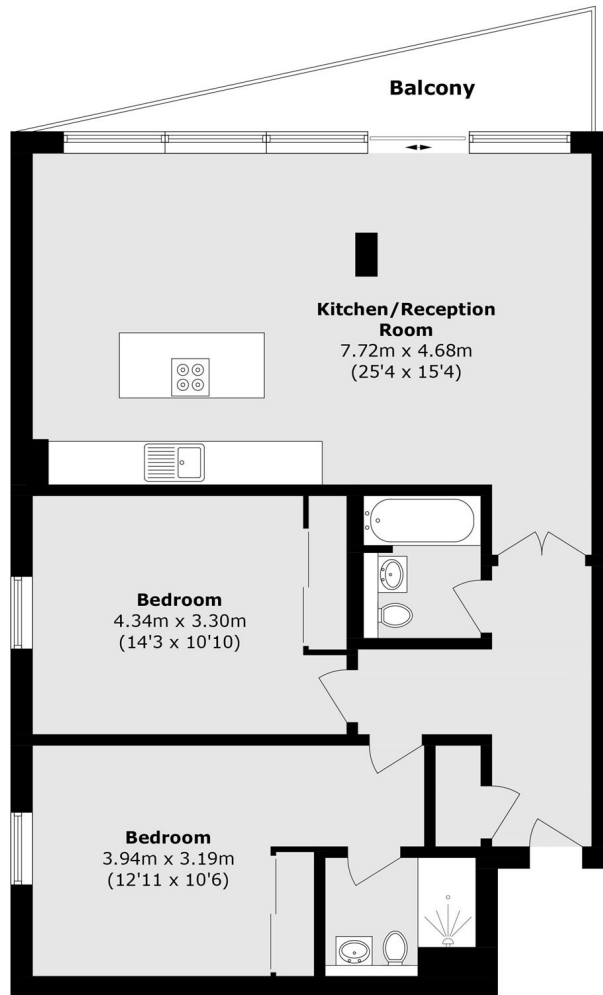 Balcony
Kitchen/Reception
Room
7.72m x 4.68m
(25'4 x 15'4)
Bedroom
4.34m x 3.30m
(14'3 x 10'10)
Bedroom
3.94m x 3.19m
(12'11 x 10'6)